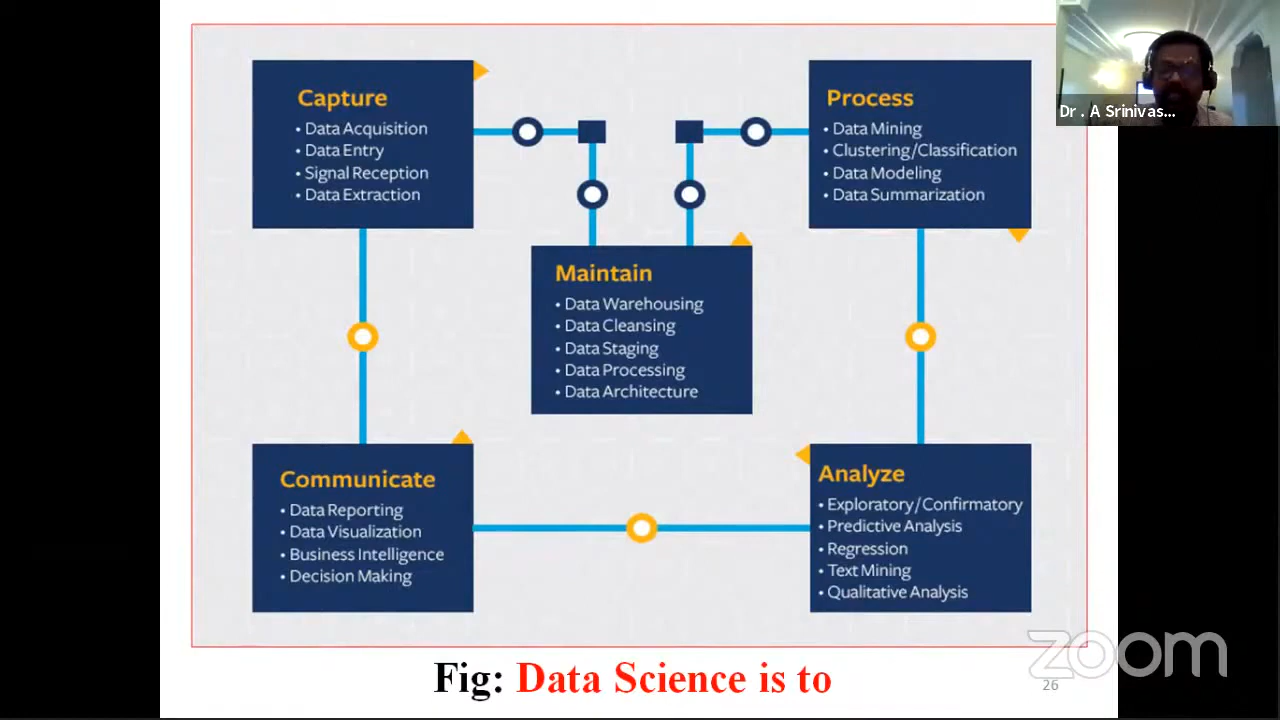 Capture
• Data Acquisition
• Data Entry
• Signal Reception
• Data Extraction
Process
• Data Mining
• Clustering/Classification
• Data Modeling
• Data Summarization
Dr . A Srinivas...
Maintain
• Data Warehousing
• Data Cleansing
• Data Staging
• Data Processing
• Data Architecture
Communicate
• Data Reporting
• Data Visualization
• Business Intelligence
• Decision Making
Analyze
• Exploratory/Confirmatory
• Predictive Analysis
• Regression
• Text Mining
• Qualitative Analysis
zoom
Fig: Data Science is to
26